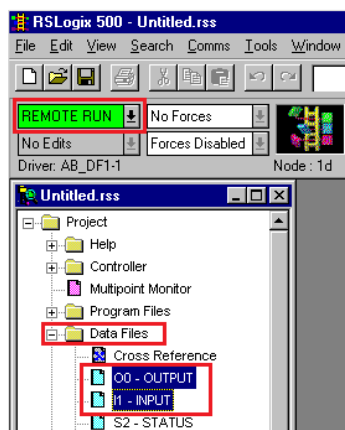 RSLogix 500 - Untitled.rss
File Edit View Search Comms Tools Window
REMOTE RUN No Forces
No Edits Forces Disabled
Driver: AB_DF1-1 Node : 1d
Untitled.rss
Project
Help
Controller
Multipoint Monitor
Program Files
Data Files
Cross Reference
O0 - OUTPUT
I1 - INPUT
S2 - STATUS